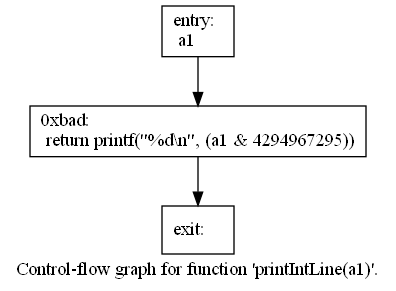 entry:
a1
0xbad:
return printf("%d\n", (a1 & 4294967295))
exit:
Control-flow graph for function 'printIntLine(a1)'.